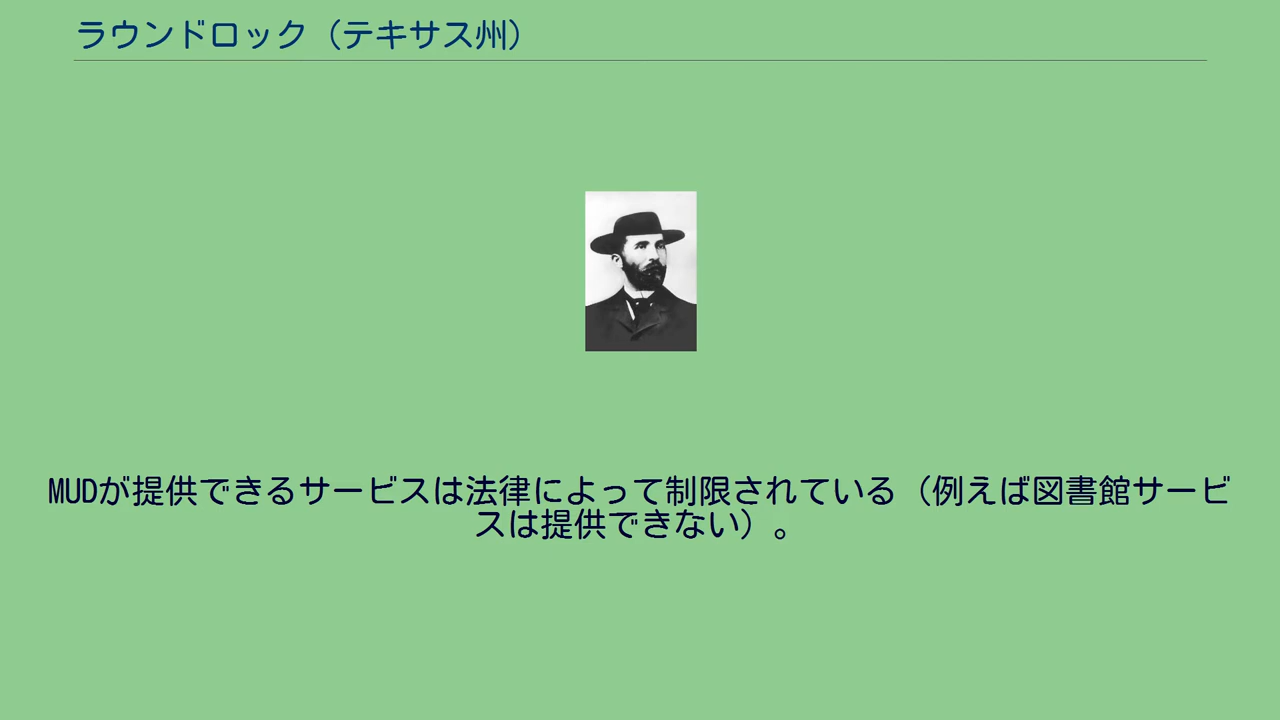 ラウンドロック（テキサス州）
MUDが提供できるサービスは法律によって制限されている（例えば図書館サービ
スは提供できない）。